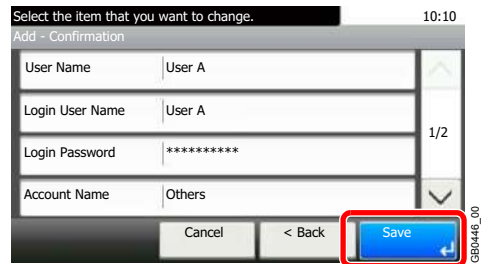 Select the item that you want to change.
10:10
Add - Confirmation
User Name User A
Login User Name User A
1/2
Login Password **********
Account Name Others
Cancel < Back Save
GB0446_00